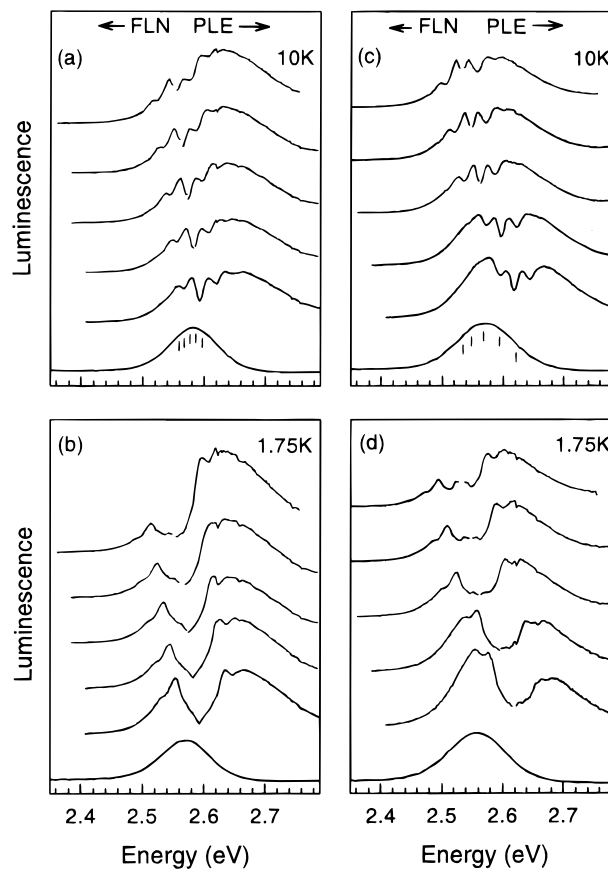 ← FLN PLE →
(a) 10K
← FLN PLE →
(c) 10K
Luminescence
(b) 1.75K
(d) 1.75K
Luminescence
2.4 2.5 2.6 2.7
2.4 2.5 2.6 2.7
Energy (eV)
Energy (eV)